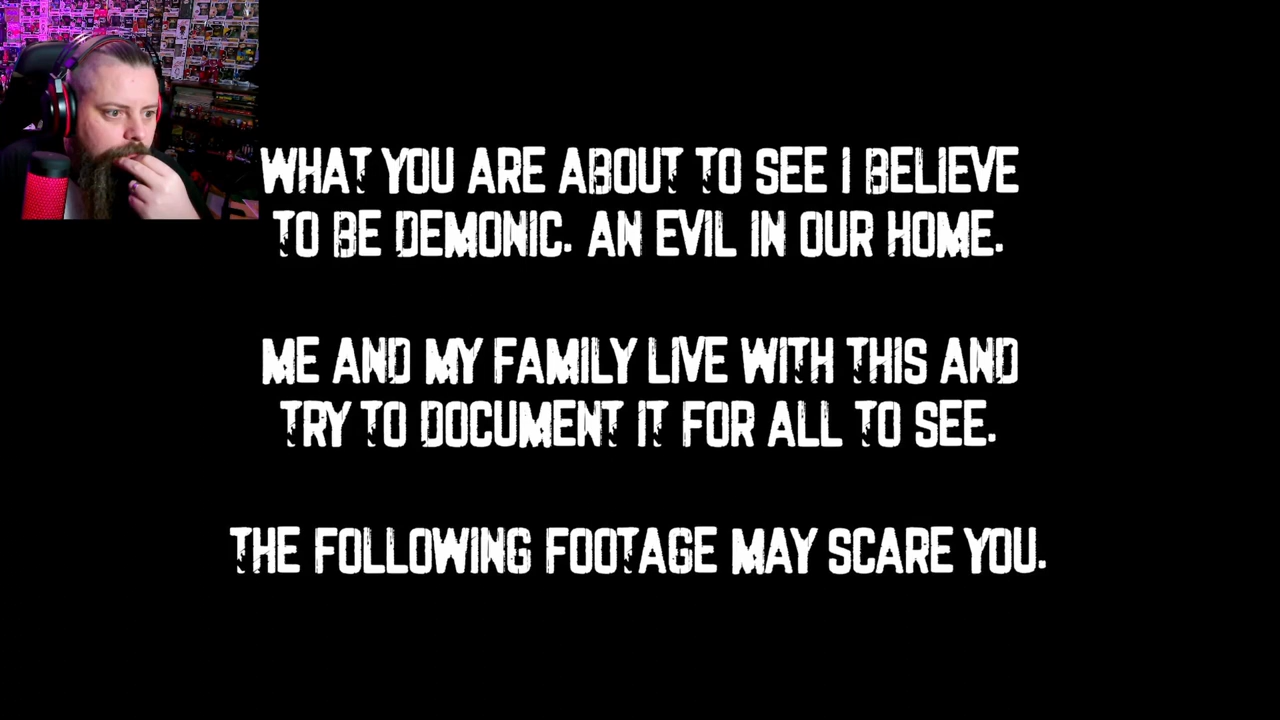 WHAT YOU ARE ABOUT TO SEE I BELIEVE
TO BE DEMONIC. AN EVIL IN OUR HOME.
ME AND MY FAMILY LIVE WITH THIS AND
TRY TO DOCUMENT IT FOR ALL TO SEE.
THE FOLLOWING FOOTAGE MAY SCARE YOU.